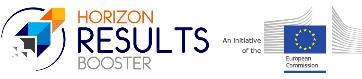 HORIZON
RESULTS
BOOSTER
An initiative
of the
European
Commission